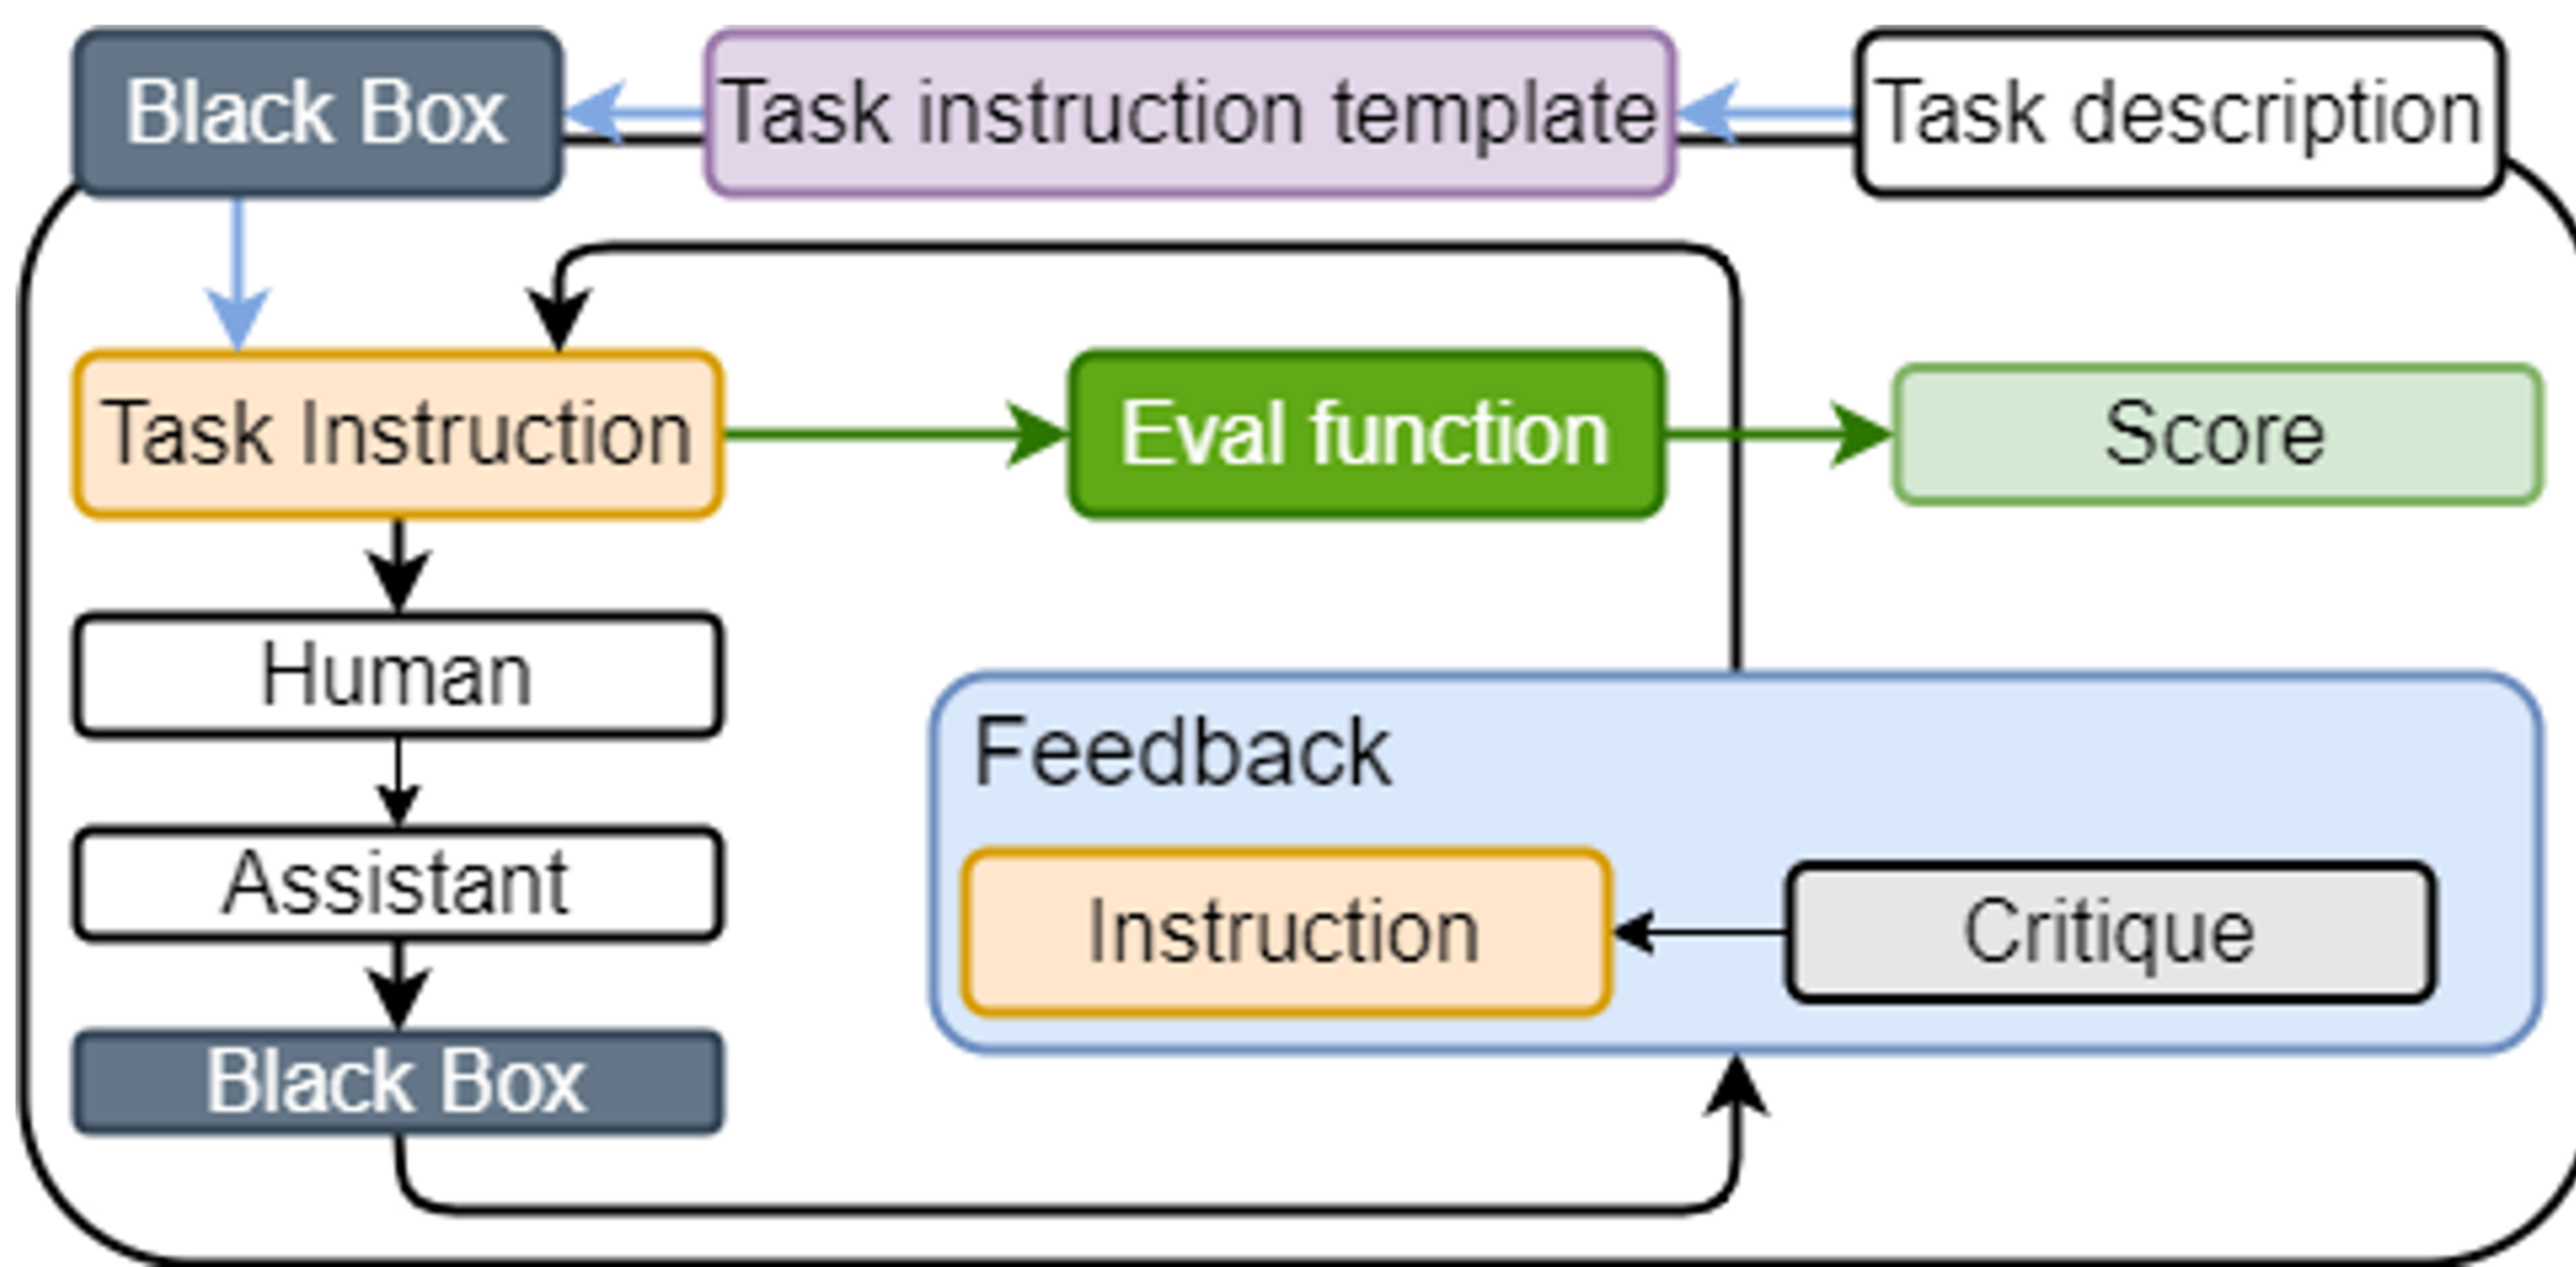 Black Box
Task instruction template
Task description
Task Instruction
Eval function
Score
Human
Assistant
Black Box
Feedback
Instruction
Critique